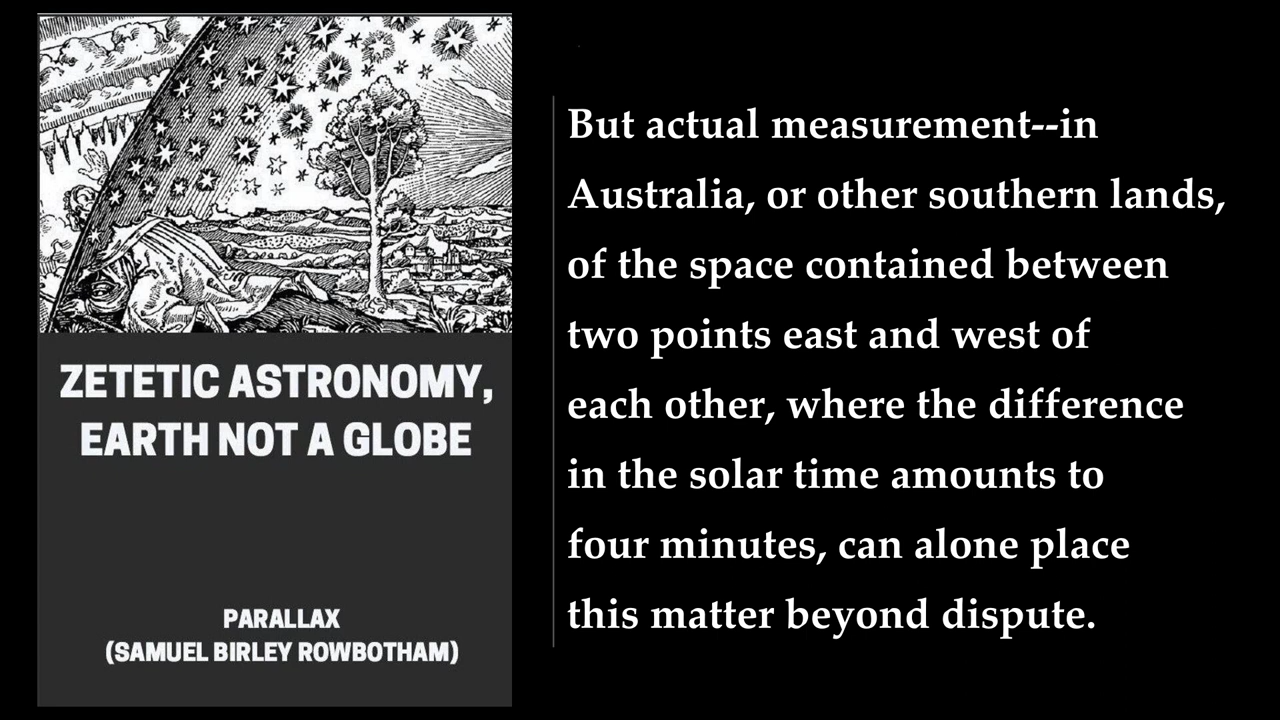 ZETETIC ASTRONOMY,
EARTH NOT A GLOBE
PARALLAX
(SAMUEL BIRLEY ROWBOTHAM)
But actual measurement--in
Australia, or other southern lands,
of the space contained between
two points east and west of
each other, where the difference
in the solar time amounts to
four minutes, can alone place
this matter beyond dispute.